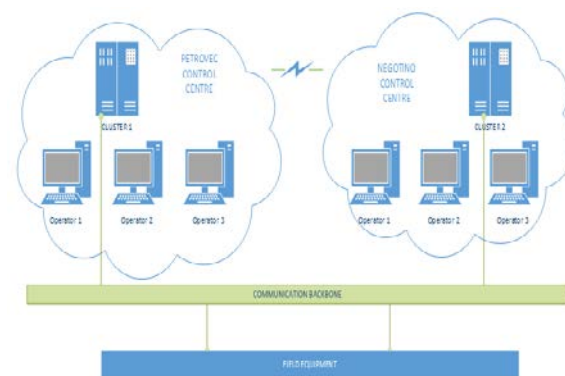 PETROVEC
CONTROL
CENTRE
CLUSTER 1
Operator 1
Operator 2
Operator 3
NEGOTINO
CONTROL
CENTRE
CLUSTER 2
Operator 1
Operator 2
Operator 3
COMMUNICATION BACKBONE
FIELD EQUIPMENT